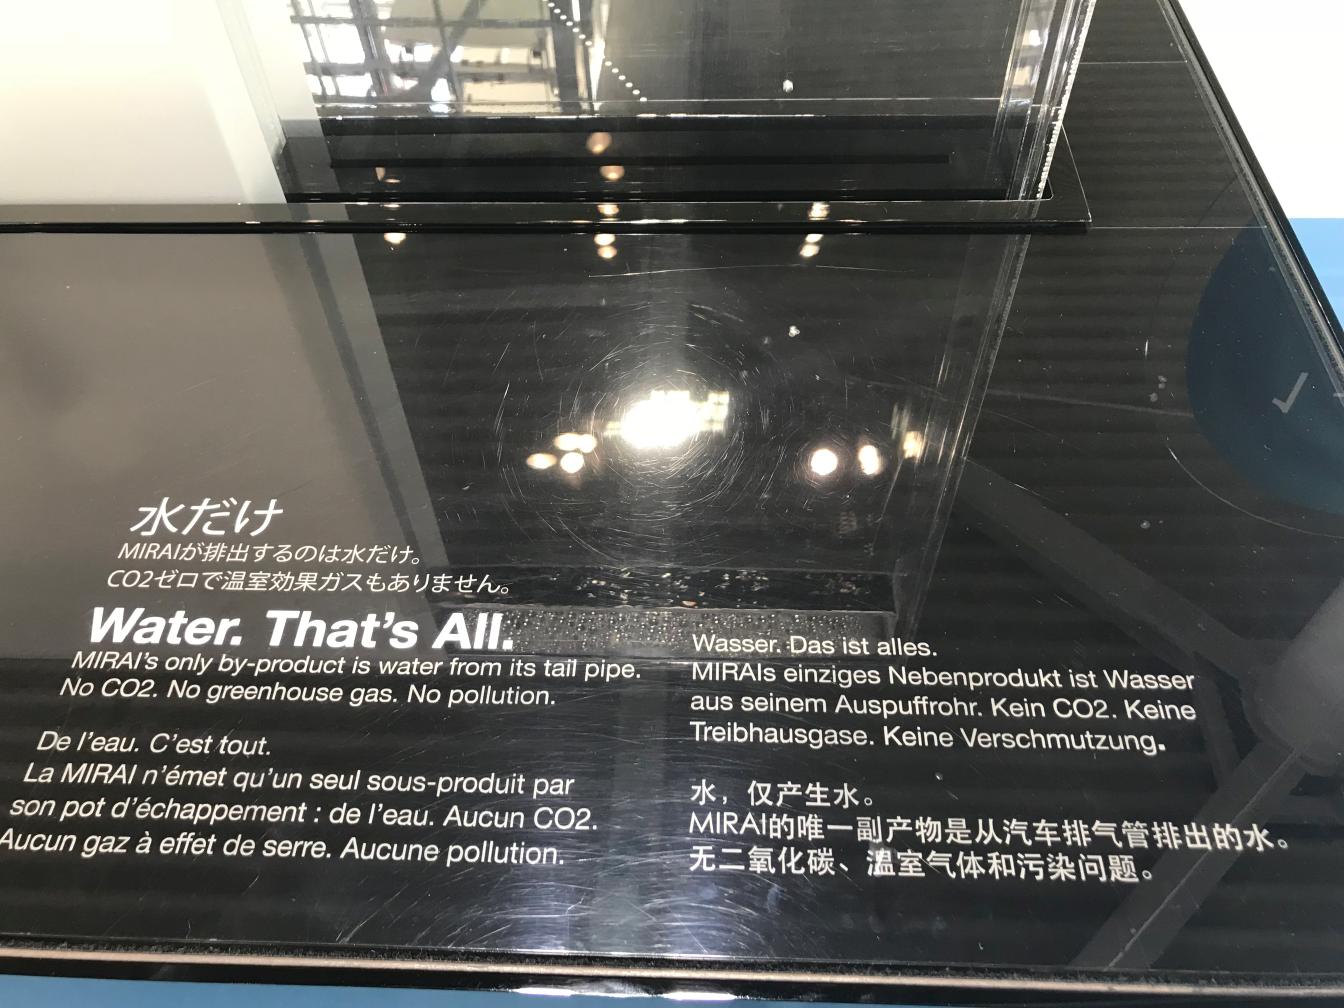 水だけ
MIRAIが排出するのは水だけ。
CO2ゼロで温室効果ガスもありません。
Water. That's All.
MIRAI's only by-product is water from its tail pipe.
No CO2. No greenhouse gas. No pollution.
De l'eau. C'est tout.
La MIRAI n'émet qu'un seul sous-produit par
son pot d'échappement : de l'eau. Aucun CO2.
Aucun gaz à effet de serre. Aucune pollution.
Wasser. Das ist alles.
MIRAIs einziges Nebenprodukt ist Wasser
aus seinem Auspuffrohr. Kein CO2. Keine
Treibhausgase. Keine Verschmutzung.
水，仅产生水。
MIRAI的唯一副产物是从汽车排气管排出的水。
无二氧化碳、温室气体和污染问题。